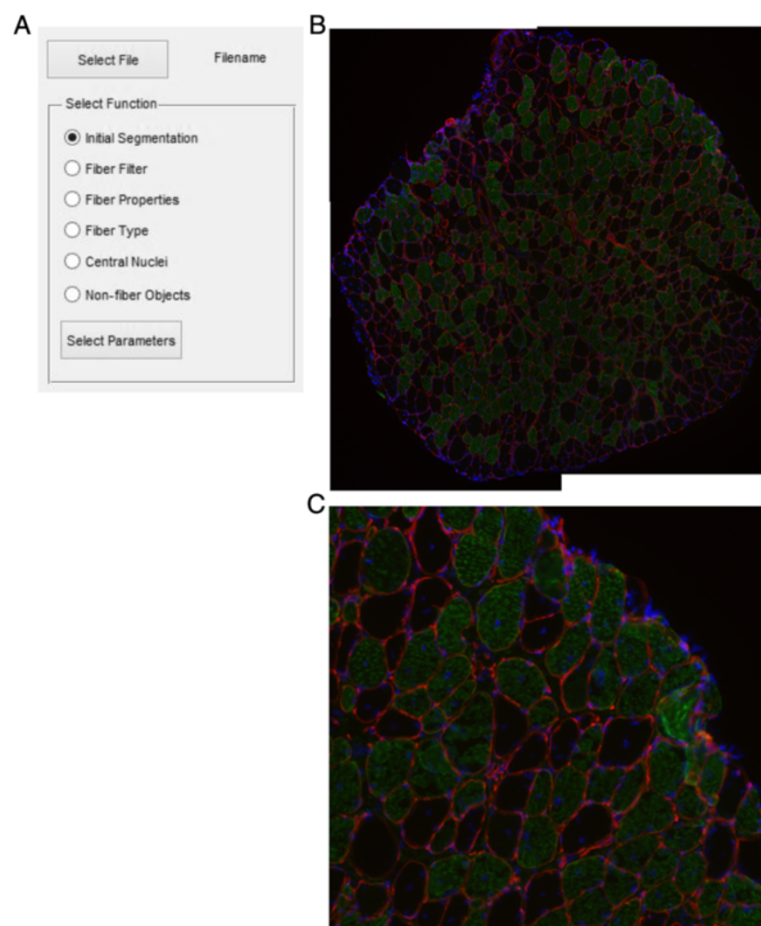 A
Select File
Filename
Select Function
Initial Segmentation
Fiber Filter
Fiber Properties
Fiber Type
Central Nuclei
Non-fiber Objects
Select Parameters
B
C